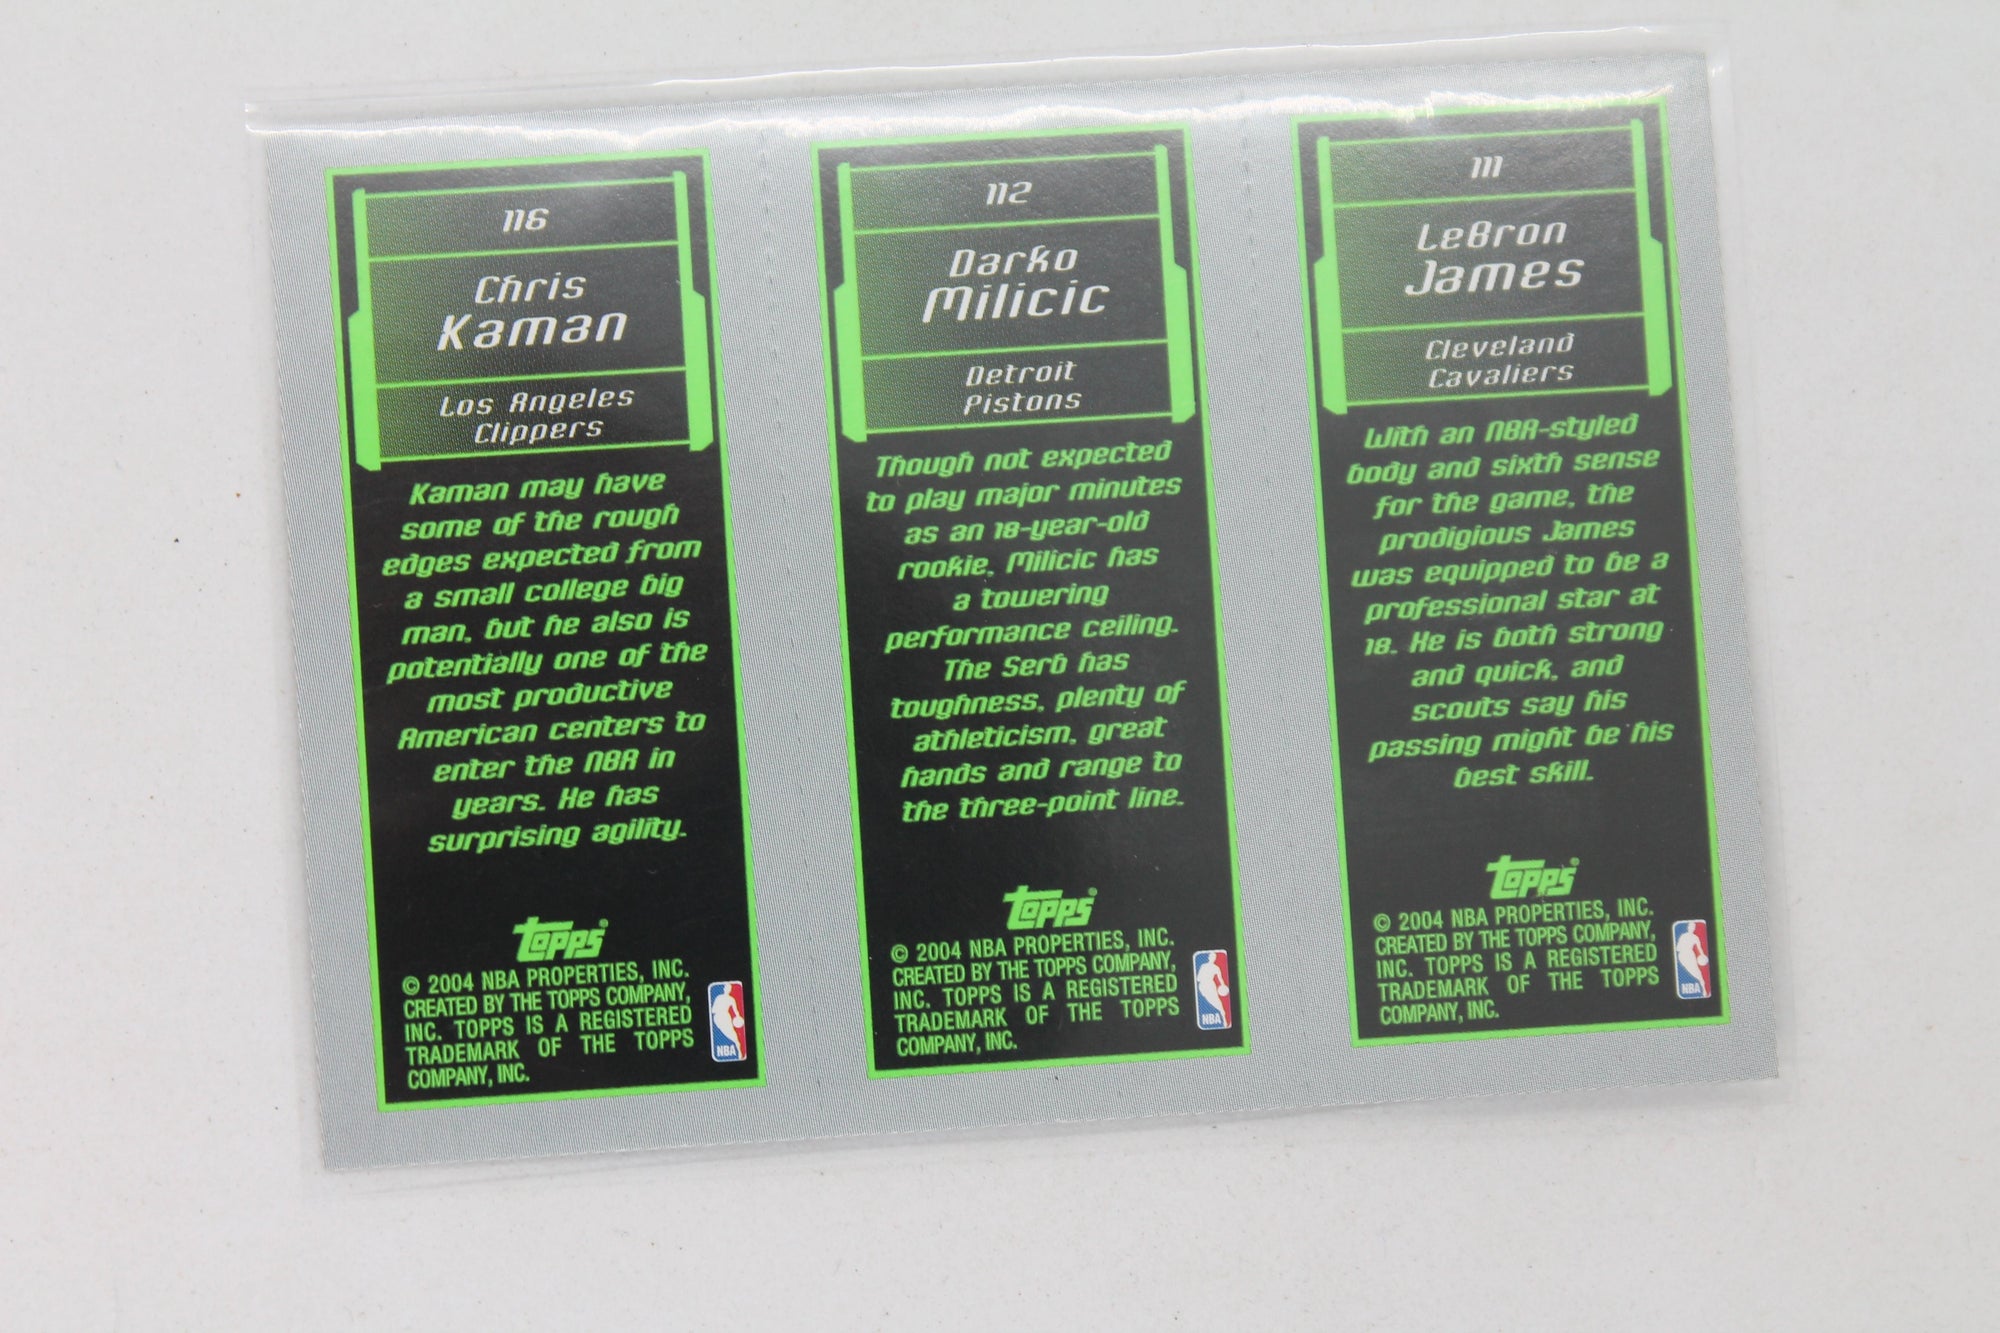 116
Chris
Kaman
Los Angeles
Clippers
Kaman may have
some of the rough
edges expected from
a small college big
man, but he also is
potentially one of the
most productive
American centers to
enter the NBA in
years. He has
surprising agility.
Topps®
© 2004 NBA PROPERTIES, INC.
CREATED BY THE TOPPS COMPANY,
INC. TOPPS IS A REGISTERED
TRADEMARK OF THE TOPPS
COMPANY, INC.
NBA
112
Darko
Milicic
Detroit
Pistons
Though not expected
to play major minutes
as an 18-year-old
rookie, Milicic has
a towering
performance ceiling.
The Serb has
toughness, plenty of
athleticism, great
hands and range to
the three-point line.
Topps®
© 2004 NBA PROPERTIES, INC.
CREATED BY THE TOPPS COMPANY,
INC. TOPPS IS A REGISTERED
TRADEMARK OF THE TOPPS
COMPANY, INC.
NBA
111
LeBron
James
Cleveland
Cavaliers
With an NBA-styled
body and sixth sense
for the game, the
prodigious James
was equipped to be a
professional star at
18. He is both strong
and quick, and
scouts say his
passing might be his
best skill.
Topps®
© 2004 NBA PROPERTIES, INC.
CREATED BY THE TOPPS COMPANY,
INC. TOPPS IS A REGISTERED
TRADEMARK OF THE TOPPS
COMPANY, INC.
NBA